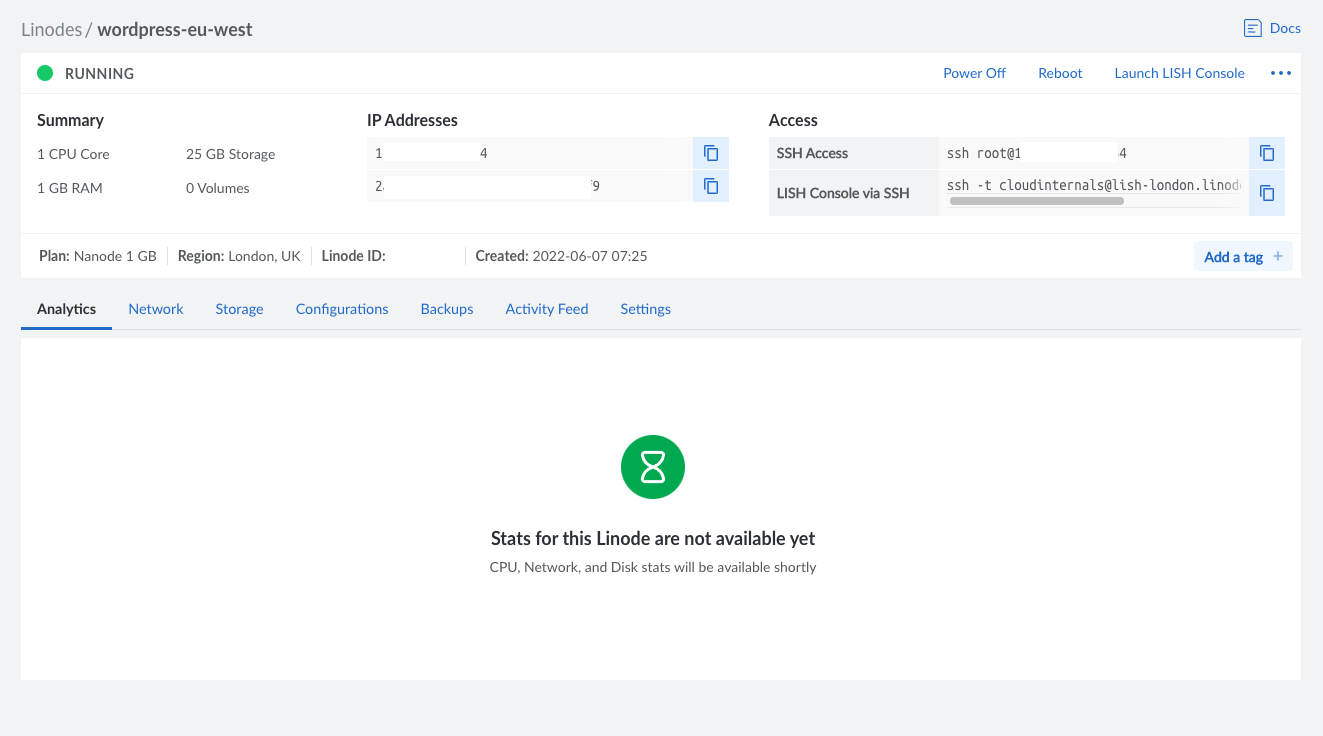 Linodes / wordpress-eu-west
Docs
RUNNING
Power Off
Reboot
Launch LISH Console
Summary
1 CPU Core
25 GB Storage
1 GB RAM
0 Volumes
IP Addresses
1 4
2 9
Access
SSH Access
ssh root@1 4
LISH Console via SSH
ssh -t cloudinternals@lish-london.linod
Plan: Nanode 1 GB
Region: London, UK
Linode ID:
Created: 2022-06-07 07:25
Add a tag +
Analytics
Network
Storage
Configurations
Backups
Activity Feed
Settings
Stats for this Linode are not available yet
CPU, Network, and Disk stats will be available shortly